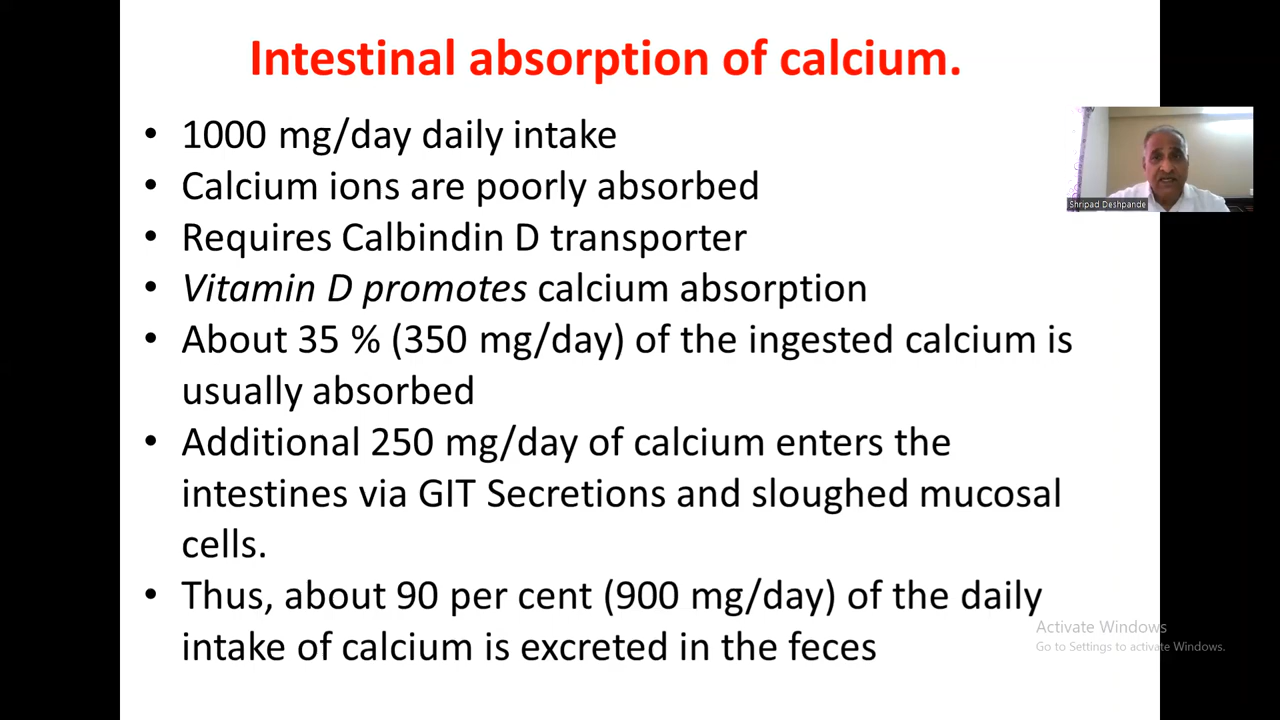 Intestinal absorption of calcium.
• 1000 mg/day daily intake
• Calcium ions are poorly absorbed
• Requires Calbindin D transporter
• Vitamin D promotes calcium absorption
• About 35 % (350 mg/day) of the ingested calcium is
usually absorbed
• Additional 250 mg/day of calcium enters the
intestines via GIT Secretions and sloughed mucosal
cells.
• Thus, about 90 per cent (900 mg/day) of the daily
intake of calcium is excreted in the feces
Shripad Deshpande
Activate Windows
Go to Settings to activate Windows.